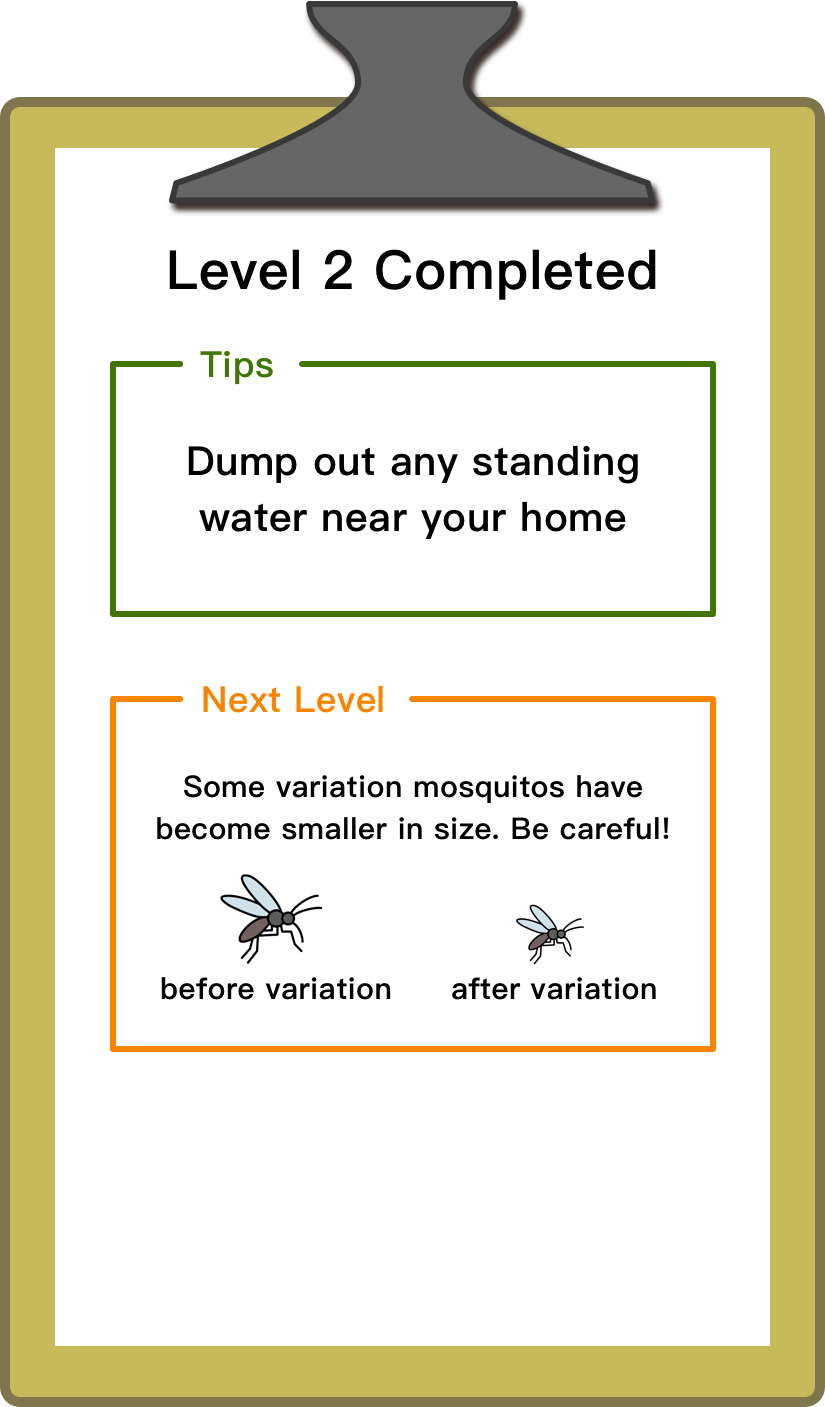 Level 2 Completed
Tips
Dump out any standing
water near your home
Next Level
Some variation mosquitos have
become smaller in size. Be careful!
before variation
after variation